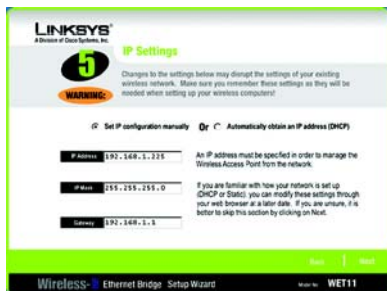 LINKSYS®
A Division of Cisco Systems, Inc.
IP Settings
5
WARNING:
Changes to the settings below may disrupt the settings of your existing
wireless network. Make sure you remember these settings as they will be
needed when setting up your wireless computers!
Set IP configuration manually Or Automatically obtain an IP address (DHCP)
IP Address 192.168.1.225
An IP address must be specified in order to manage the
Wireless Access Point from the network.
IP Mask 255.255.255.0
If you are familiar with how your network is set up
(DHCP or Static), you can modify these settings through
your web browser at a later date. If you are unsure, it is
better to skip this section by clicking on Next.
Gateway 192.168.1.1
Back Next
Wireless-B Ethernet Bridge Setup Wizard
Model No WET11